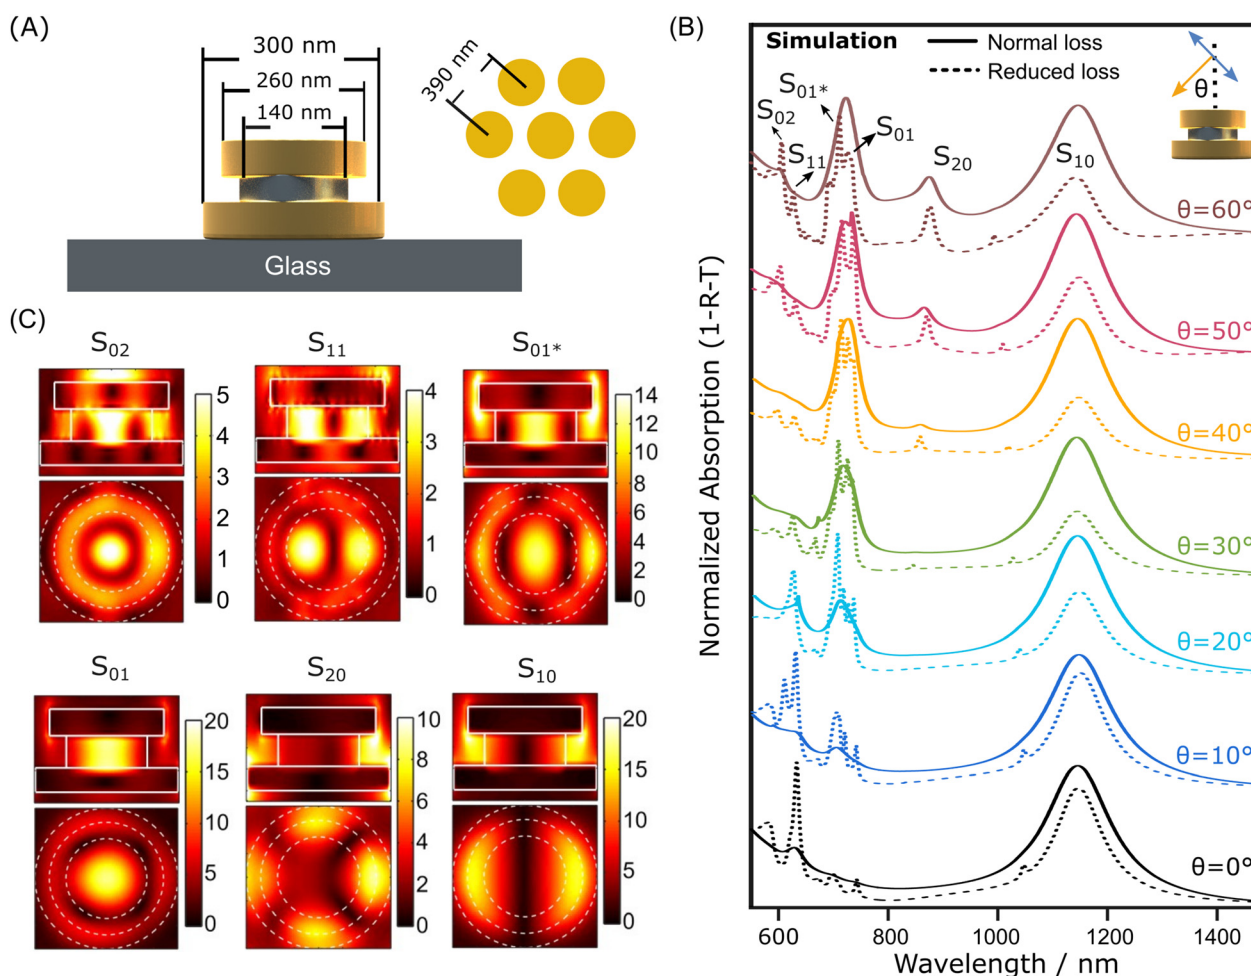 (A)
300 nm
260 nm
140 nm
390 nm
Glass
(B)
Simulation
Normal loss
Reduced loss
θ
S01*
S02
S11
S01
S20
S10
θ=60°
θ=50°
θ=40°
θ=30°
θ=20°
θ=10°
θ=0°
Normalized Absorption (1-R-T)
600 800 1000 1200 1400
Wavelength / nm
(C)
S02
5
4
3
2
1
0
S11
4
3
2
1
0
S01*
14
12
10
8
6
4
2
0
S01
20
15
10
5
0
S20
10
8
6
4
2
0
S10
20
15
10
5
0